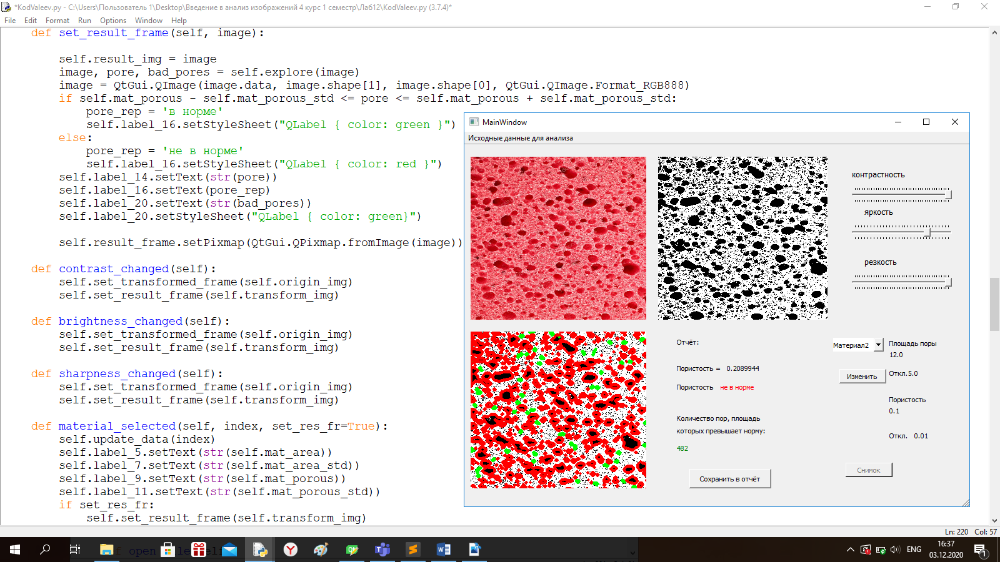 *KodValeev.py - C:\Users\Пользователь 1\Desktop\Введение в анализ изображений 4 курс 1 семестр\Лаб12\KodValeev.py (3.7.4)*
File Edit Format Run Options Window Help
def set_result_frame(self, image):
self.result_img = image
image, pore, bad_pores = self.explore(image)
image = QtGui.QImage(image.data, image.shape[1], image.shape[0], QtGui.QImage.Format_RGB888)
if self.mat_porous - self.mat_porous_std <= pore <= self.mat_porous + self.mat_porous_std:
pore_rep = 'в норме'
self.label_16.setStyleSheet("QLabel { color: green }")
else:
pore_rep = 'не в норме'
self.label_16.setStyleSheet("QLabel { color: red }")
self.label_14.setText(str(pore))
self.label_16.setText(pore_rep)
self.label_20.setText(str(bad_pores))
self.label_20.setStyleSheet("QLabel { color: green}")
self.result_frame.setPixmap(QtGui.QPixmap.fromImage(image))
def contrast_changed(self):
self.set_transformed_frame(self.origin_img)
self.set_result_frame(self.transform_img)
def brightness_changed(self):
self.set_transformed_frame(self.origin_img)
self.set_result_frame(self.transform_img)
def sharpness_changed(self):
self.set_transformed_frame(self.origin_img)
self.set_result_frame(self.transform_img)
def material_selected(self, index, set_res_fr=True):
self.update_data(index)
self.label_5.setText(str(self.mat_area))
self.label_7.setText(str(self.mat_area_std))
self.label_9.setText(str(self.mat_porous))
self.label_11.setText(str(self.mat_porous_std))
if set_res_fr:
self.set_result_frame(self.transform_img)
MainWindow
Исходные данные для анализа
контрастность
яркость
резкость
Отчёт:
Пористость = 0.2089944
Пористость не в норме
Количество пор, площадь
которых превышает норму:
482
Сохранить в отчёт
Материал2
Изменить
Площадь поры
12.0
Откл.5.0
Пористость
0.1
Откл. 0.01
Снимок
Ln: 220 Col: 57
ENG
16:37
03.12.2020
1